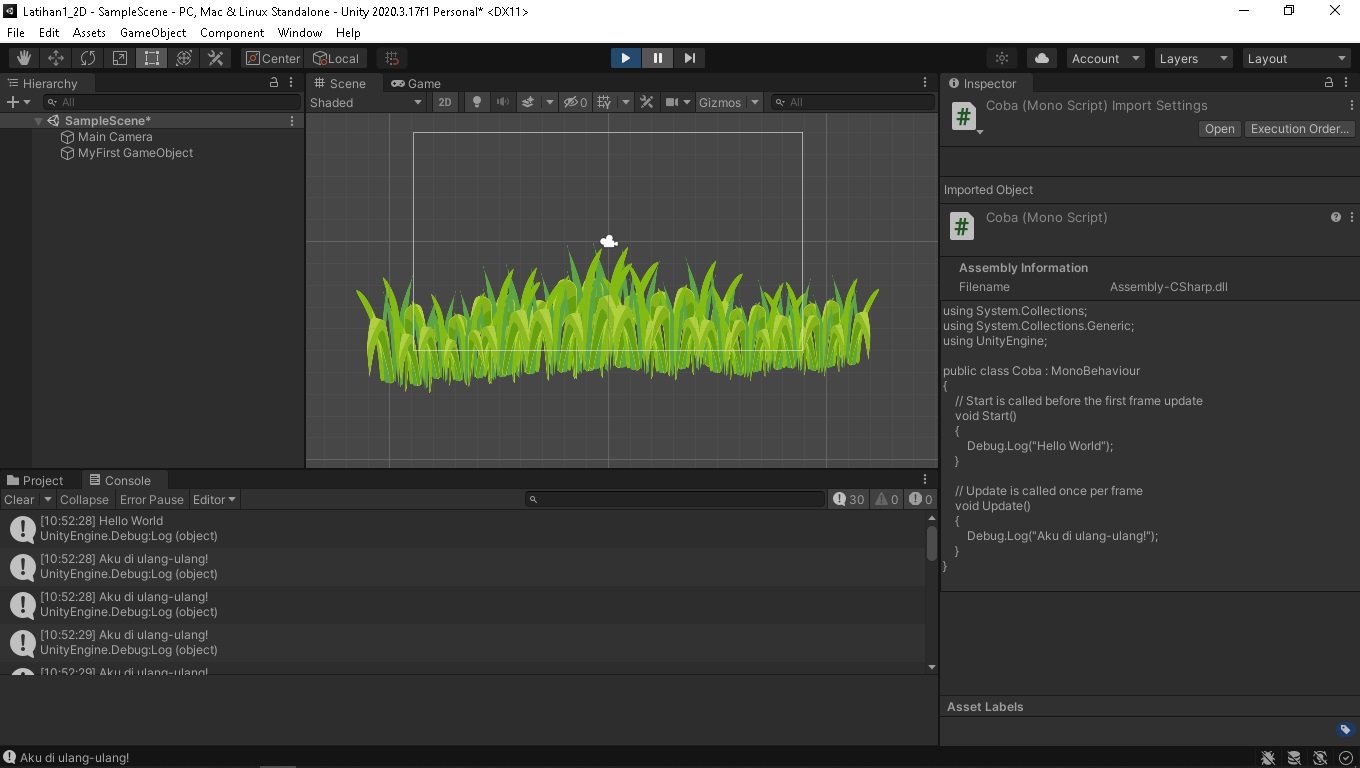 Latihan1_2D - SampleScene - PC, Mac & Linux Standalone - Unity 2020.3.17f1 Personal* <DX11>
File Edit Assets GameObject Component Window Help
Center Local Account Layers Layout
Hierarchy
All
SampleScene*
Main Camera
MyFirst GameObject
Scene Game
Shaded 2D 0 Gizmos All
Inspector
Coba (Mono Script) Import Settings
Open Execution Order...
Imported Object
Coba (Mono Script)
Assembly Information
Filename Assembly-CSharp.dll
using System.Collections;
using System.Collections.Generic;
using UnityEngine;
public class Coba : MonoBehaviour
{
// Start is called before the first frame update
void Start()
{
Debug.Log("Hello World");
}
// Update is called once per frame
void Update()
{
Debug.Log("Aku di ulang-ulang!");
}
}
Asset Labels
Project Console
Clear Collapse Error Pause Editor 30 0 0
[10:52:28] Hello World
UnityEngine.Debug:Log (object)
[10:52:28] Aku di ulang-ulang!
UnityEngine.Debug:Log (object)
[10:52:28] Aku di ulang-ulang!
UnityEngine.Debug:Log (object)
[10:52:29] Aku di ulang-ulang!
UnityEngine.Debug:Log (object)
[10:52:29] Aku di ulang-ulang!
Aku di ulang-ulang!